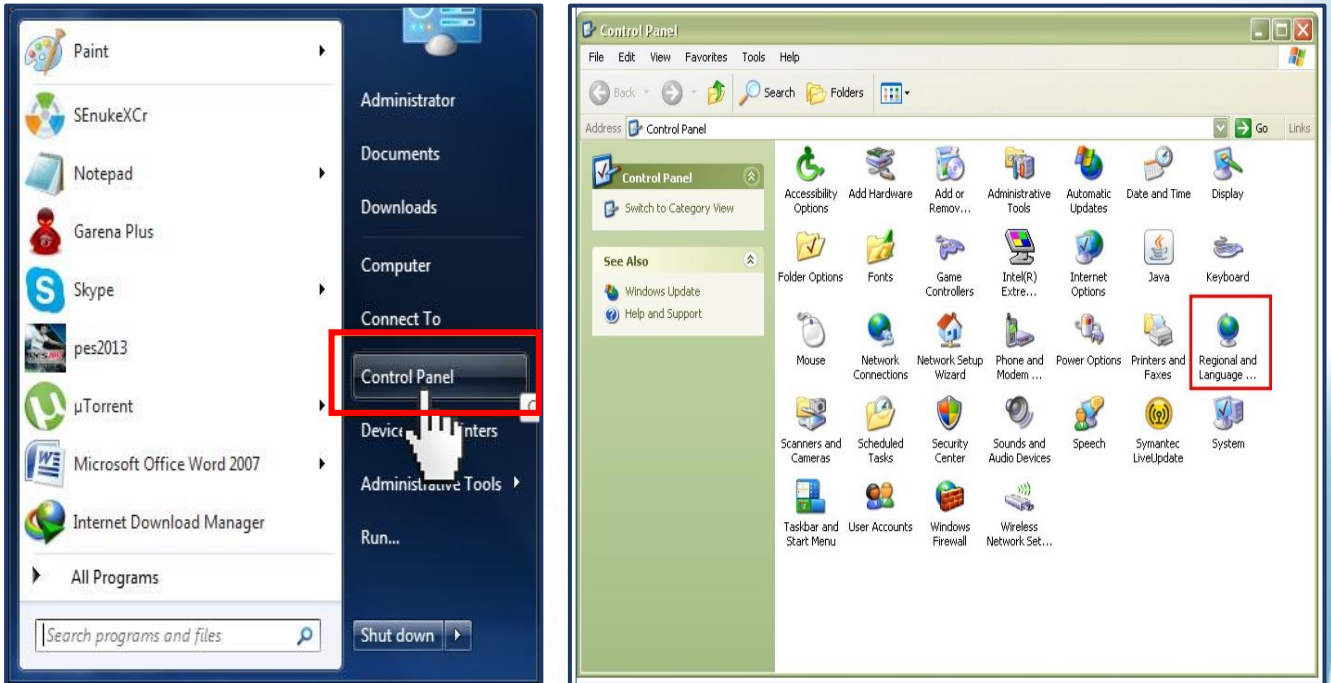 Paint
SEnukeXCr
Notepad
Garena Plus
Skype
pes2013
µTorrent
Microsoft Office Word 2007
Internet Download Manager
All Programs
Search programs and files
Administrator
Documents
Downloads
Computer
Connect To
Control Panel
Administrative Tools
Run...
Shut down
Control Panel
File Edit View Favorites Tools Help
Back Search Folders
Address Control Panel Go Links
Control Panel
Switch to Category View
See Also
Windows Update
Help and Support
Accessibility Options
Add Hardware
Add or Remov...
Administrative Tools
Automatic Updates
Date and Time
Display
Folder Options
Fonts
Game Controllers
Intel(R) Extre...
Internet Options
Java
Keyboard
Mouse
Network Connections
Network Setup Wizard
Phone and Modem ...
Power Options
Printers and Faxes
Regional and Language ...
Scanners and Cameras
Scheduled Tasks
Security Center
Sounds and Audio Devices
Speech
Symantec LiveUpdate
System
Taskbar and Start Menu
User Accounts
Windows Firewall
Wireless Network Set...